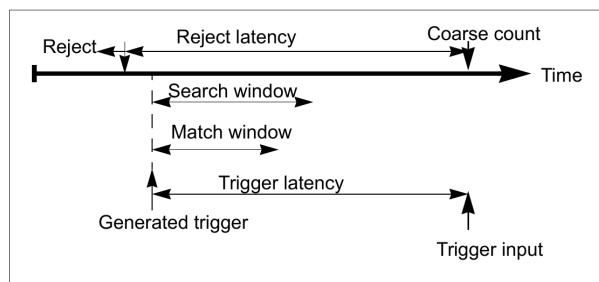 Reject
Reject latency
Coarse count
Time
Search window
Match window
Trigger latency
Generated trigger
Trigger input